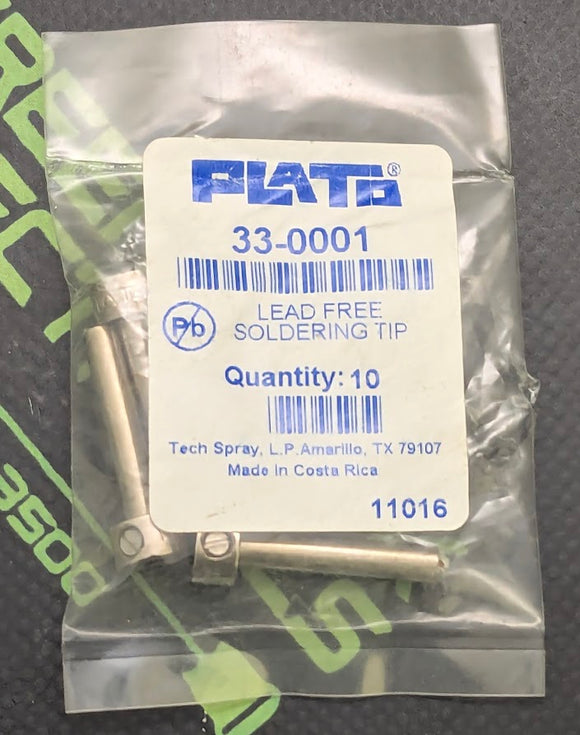 PLATO®
33-0001
Pb
LEAD FREE
SOLDERING TIP
Quantity: 10
Tech Spray, L.P. Amarillo, TX 79107
Made In Costa Rica
11016
3500